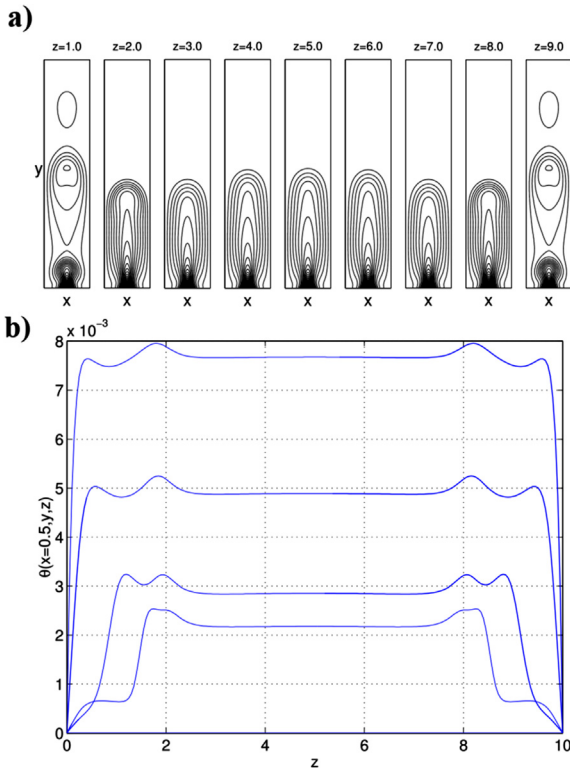 a)
z=1.0 z=2.0 z=3.0 z=4.0 z=5.0 z=6.0 z=7.0 z=8.0 z=9.0
y
x x x x x x x x x
b)
8 x 10⁻³
7
6
5
4
3
2
1
0
θ(x=0.5,y,z)
0 2 4 6 8 10
z